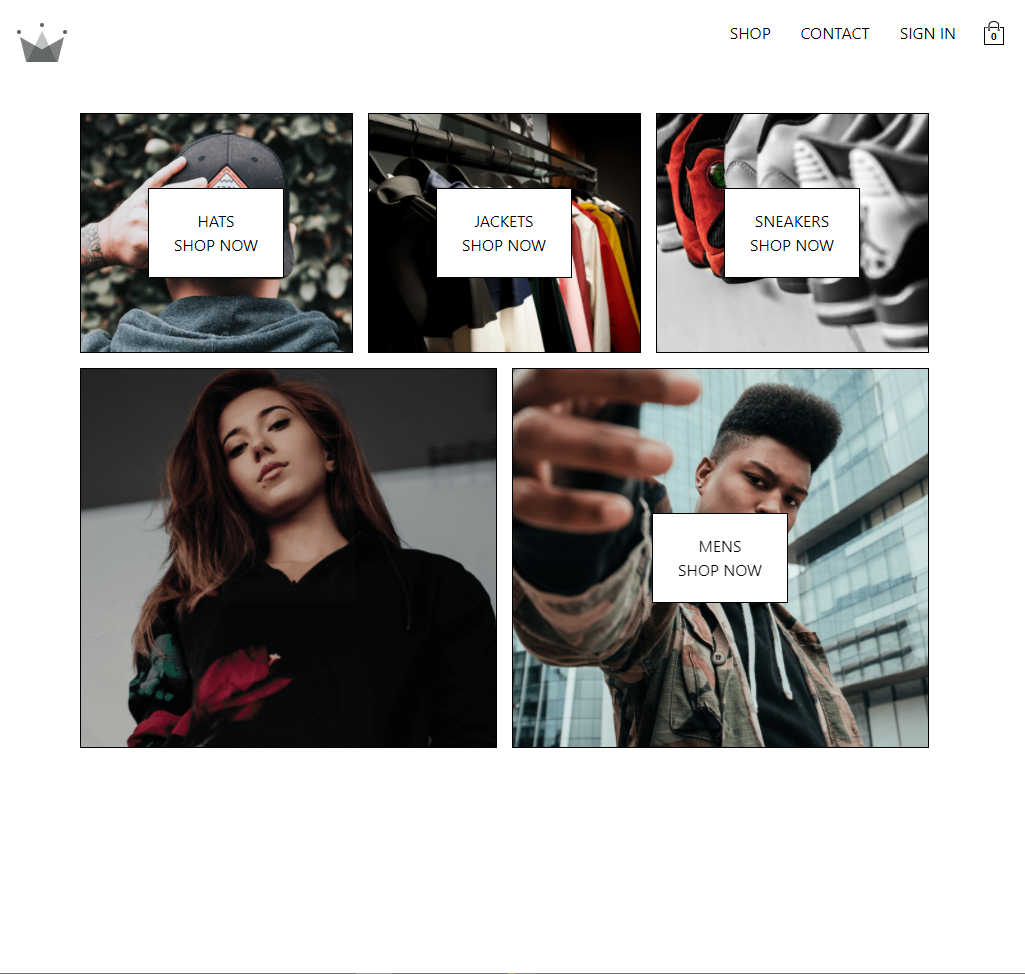 SHOP
CONTACT
SIGN IN
0
HATS
SHOP NOW
JACKETS
SHOP NOW
SNEAKERS
SHOP NOW
MENS
SHOP NOW